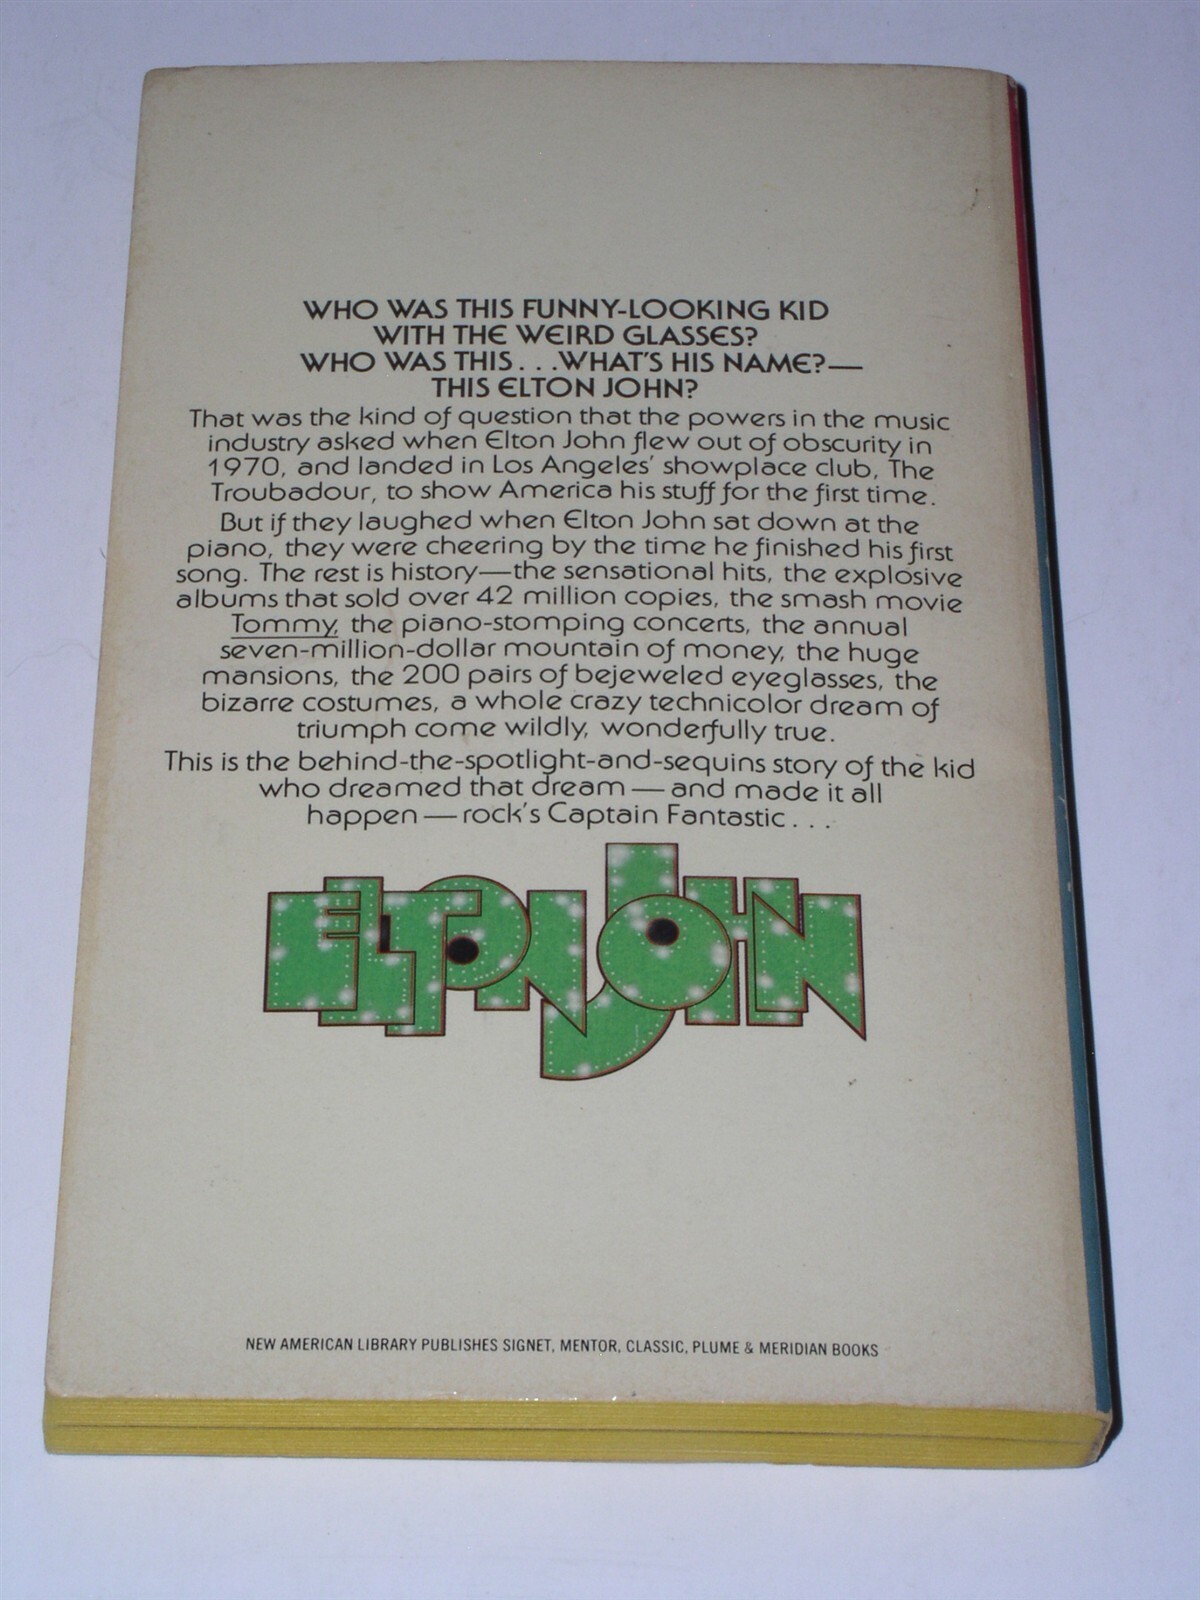 WHO WAS THIS FUNNY-LOOKING KID
WITH THE WEIRD GLASSES?
WHO WAS THIS...WHAT'S HIS NAME?—
THIS ELTON JOHN?
That was the kind of question that the powers in the music
industry asked when Elton John flew out of obscurity in
1970, and landed in Los Angeles' showplace club, The
Troubadour, to show America his stuff for the first time.
But if they laughed when Elton John sat down at the
piano, they were cheering by the time he finished his first
song. The rest is history—the sensational hits, the explosive
albums that sold over 42 million copies, the smash movie
Tommy, the piano-stomping concerts, the annual
seven-million-dollar mountain of money, the huge
mansions, the 200 pairs of bejeweled eyeglasses, the
bizarre costumes, a whole crazy technicolor dream of
triumph come wildly, wonderfully true.
This is the behind-the-spotlight-and-sequins story of the kid
who dreamed that dream — and made it all
happen — rock's Captain Fantastic...
ELTON JOHN
NEW AMERICAN LIBRARY PUBLISHES SIGNET, MENTOR, CLASSIC, PLUME & MERIDIAN BOOKS